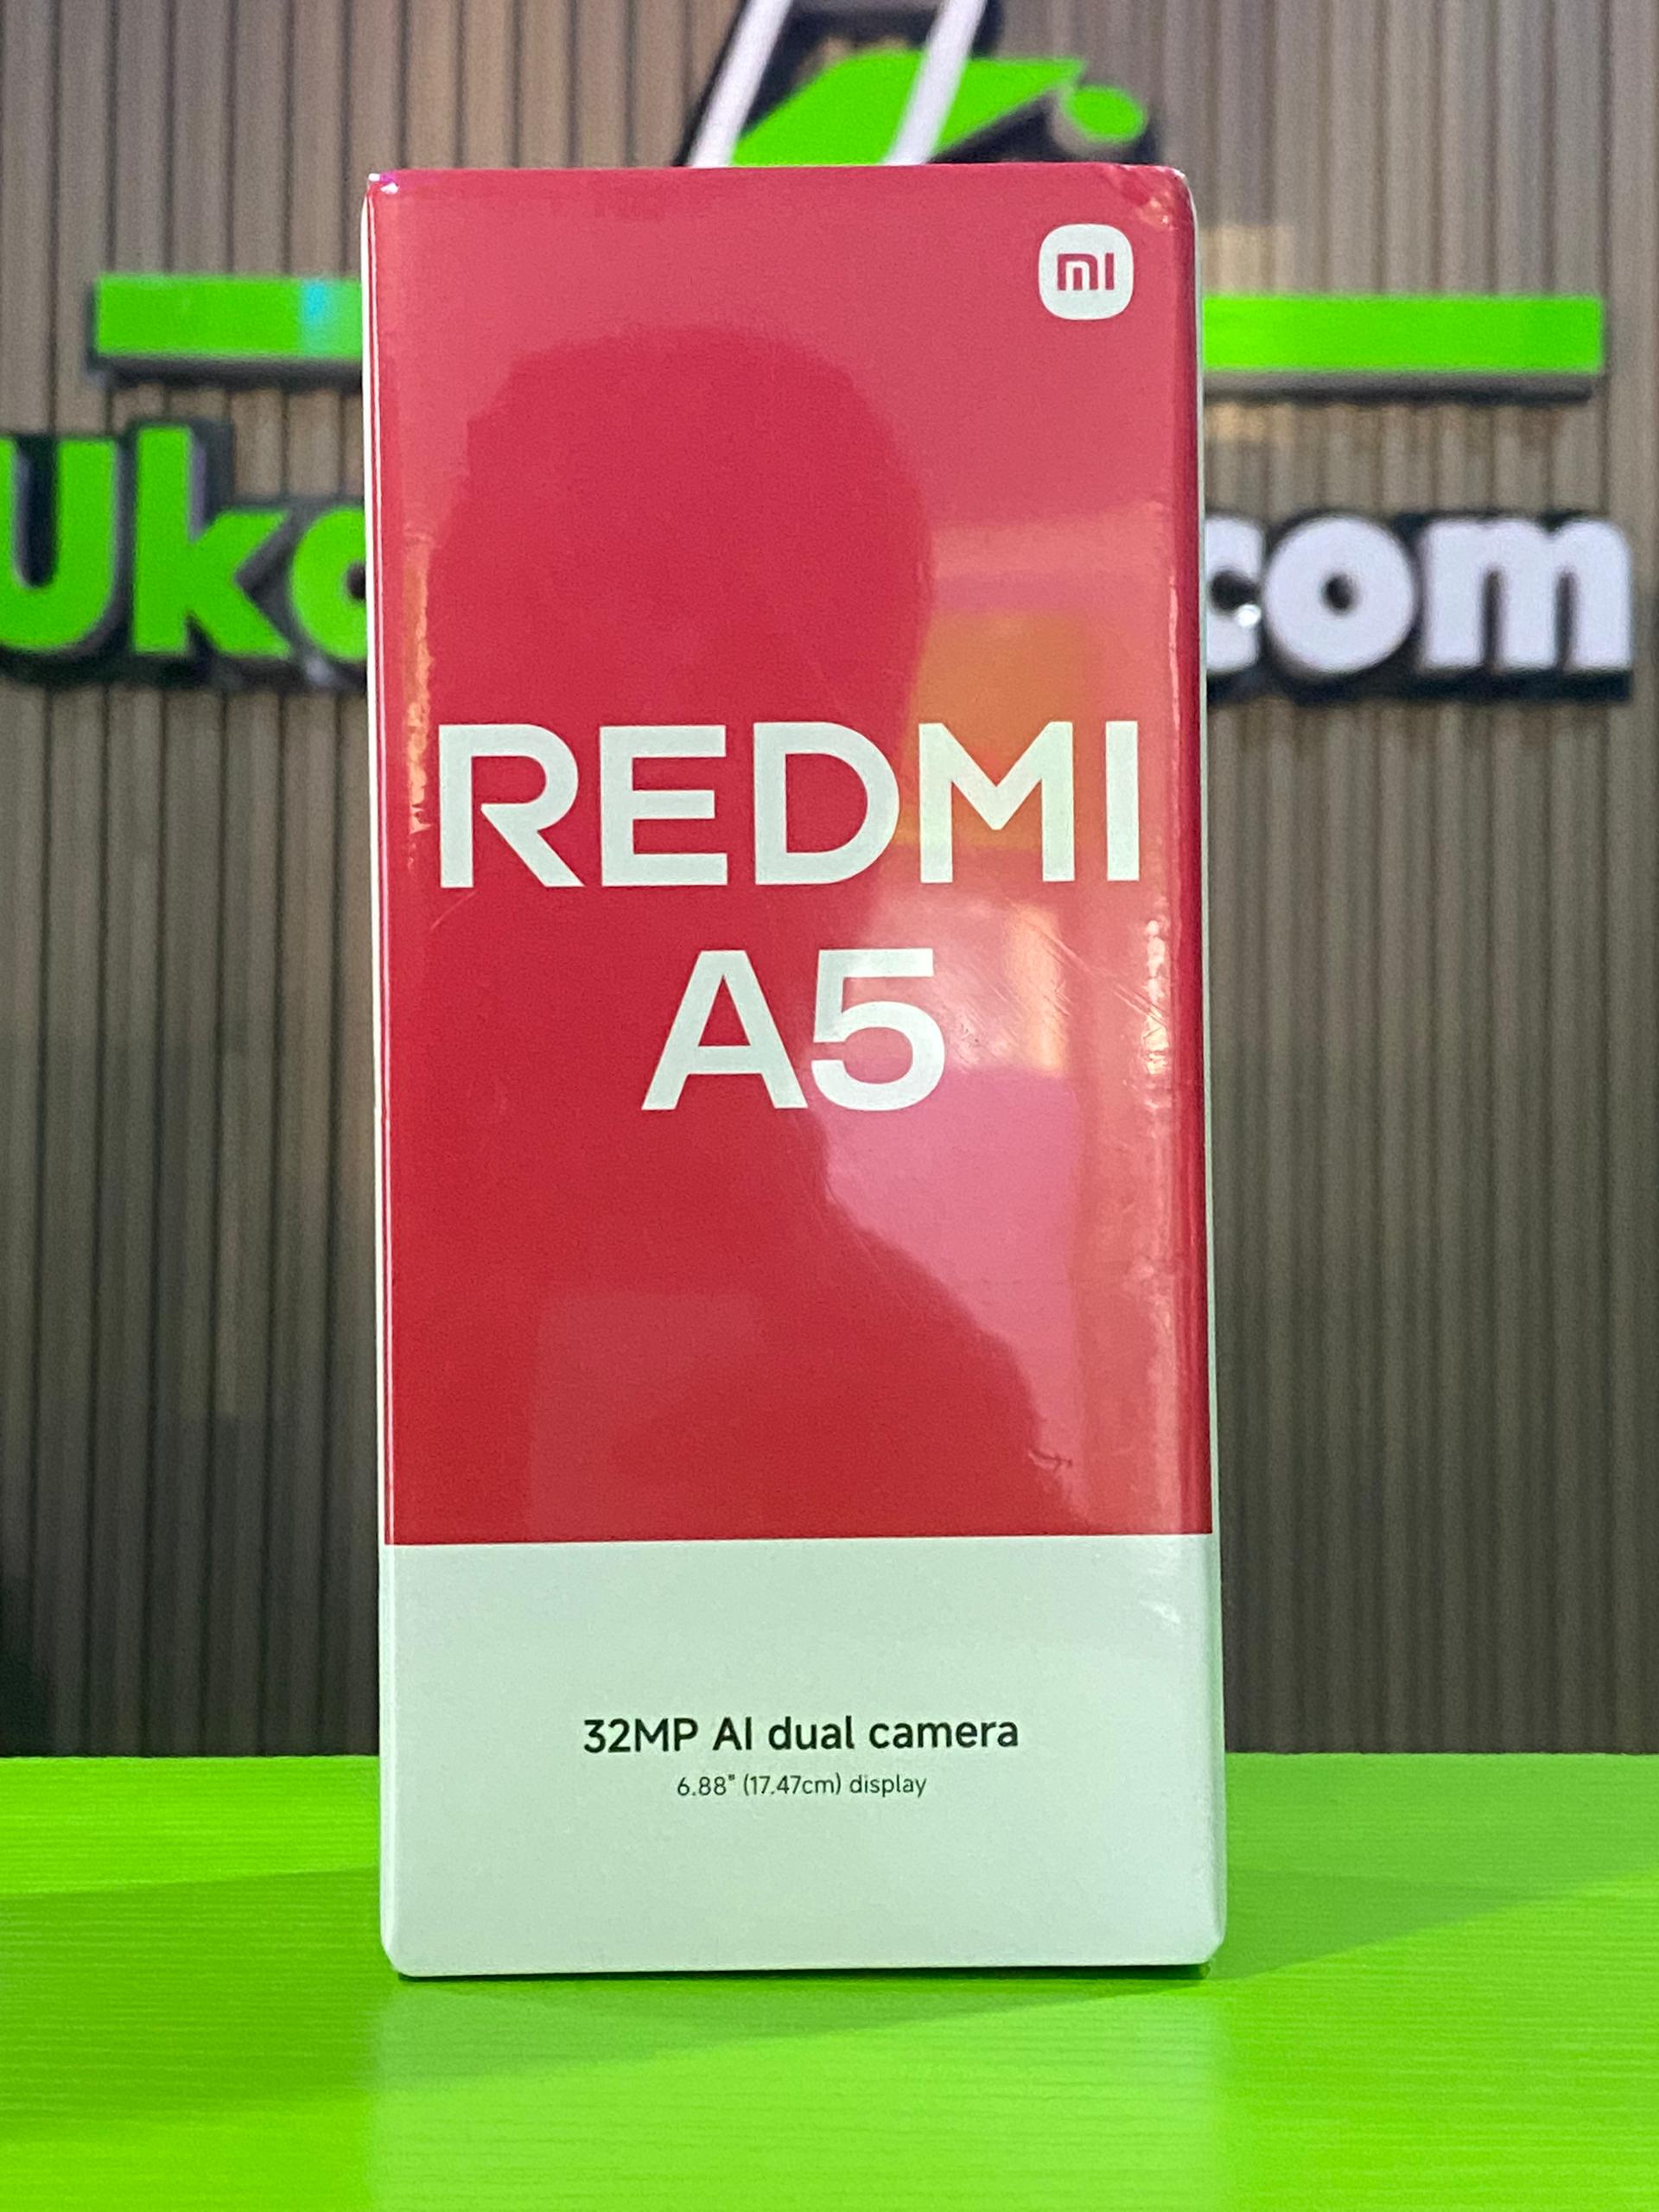 mi
REDMI
A5
32MP AI dual camera
6.88" (17.47cm) display
com